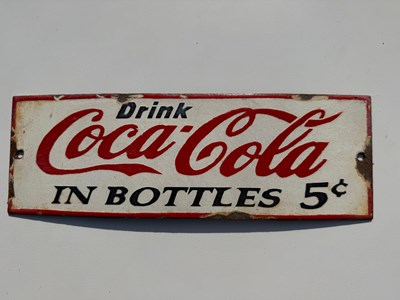 Drink
Coca-Cola
IN BOTTLES 5¢